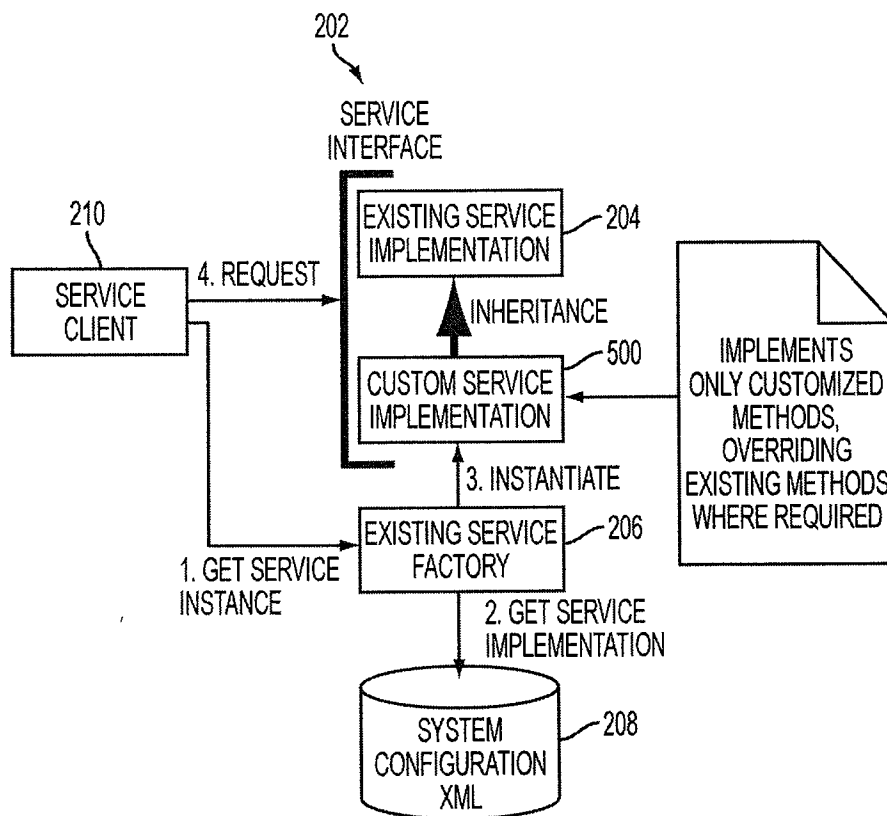 202
SERVICE
INTERFACE
210
SERVICE
CLIENT
4. REQUEST
EXISTING SERVICE
IMPLEMENTATION
204
INHERITANCE
CUSTOM SERVICE
IMPLEMENTATION
500
IMPLEMENTS
ONLY CUSTOMIZED
METHODS,
OVERRIDING
EXISTING METHODS
WHERE REQUIRED
3. INSTANTIATE
1. GET SERVICE
INSTANCE
EXISTING SERVICE
FACTORY
206
2. GET SERVICE
IMPLEMENTATION
SYSTEM
CONFIGURATION
XML
208